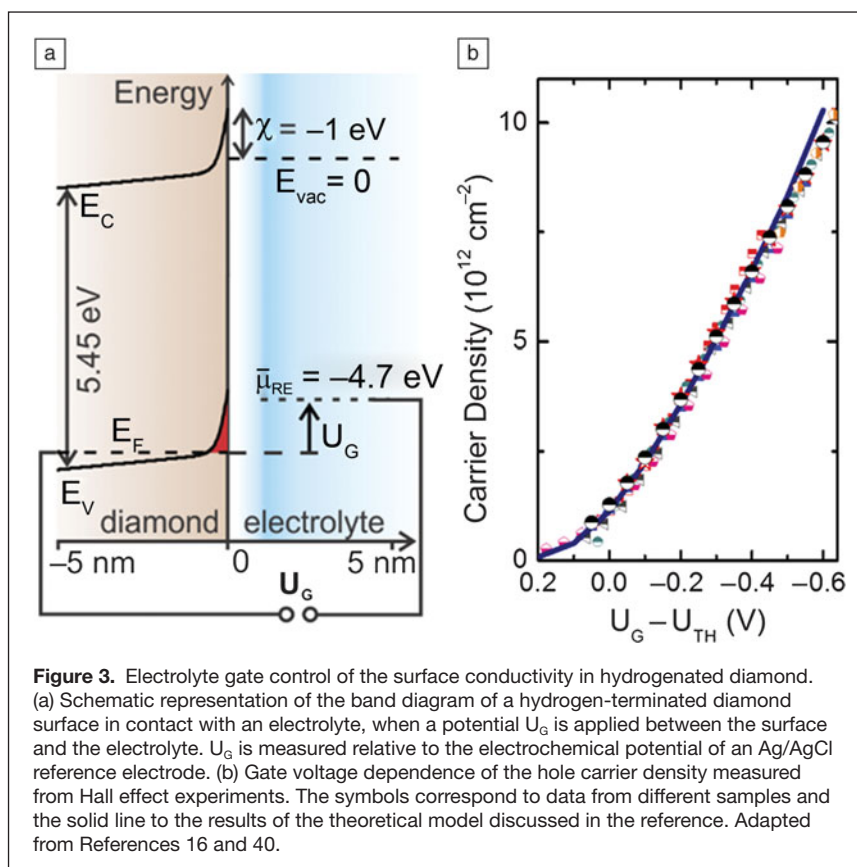 a
Energy
χ = –1 eV
E_vac = 0
E_C
5.45 eV
μ̄_RE = –4.7 eV
E_F
U_G
E_V
diamond
electrolyte
–5 nm
0
5 nm
U_G
b
10
5
0
Carrier Density (10¹² cm⁻²)
0.2 0.0 –0.2 –0.4 –0.6
U_G – U_TH (V)
Figure 3. Electrolyte gate control of the surface conductivity in hydrogenated diamond.
(a) Schematic representation of the band diagram of a hydrogen-terminated diamond
surface in contact with an electrolyte, when a potential U_G is applied between the surface
and the electrolyte. U_G is measured relative to the electrochemical potential of an Ag/AgCl
reference electrode. (b) Gate voltage dependence of the hole carrier density measured
from Hall effect experiments. The symbols correspond to data from different samples and
the solid line to the results of the theoretical model discussed in the reference. Adapted
from References 16 and 40.